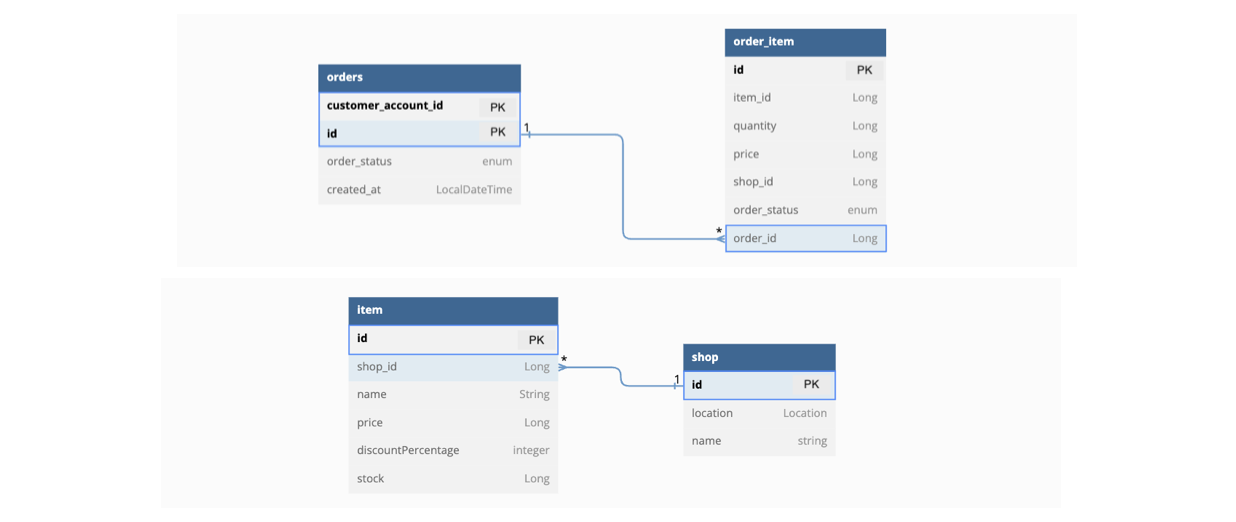 orders
customer_account_id PK
id PK
order_status enum
created_at LocalDateTime
1
*
order_item
id PK
item_id Long
quantity Long
price Long
shop_id Long
order_status enum
order_id Long
item
id PK
shop_id Long
name String
price Long
discountPercentage integer
stock Long
*
1
shop
id PK
location Location
name string